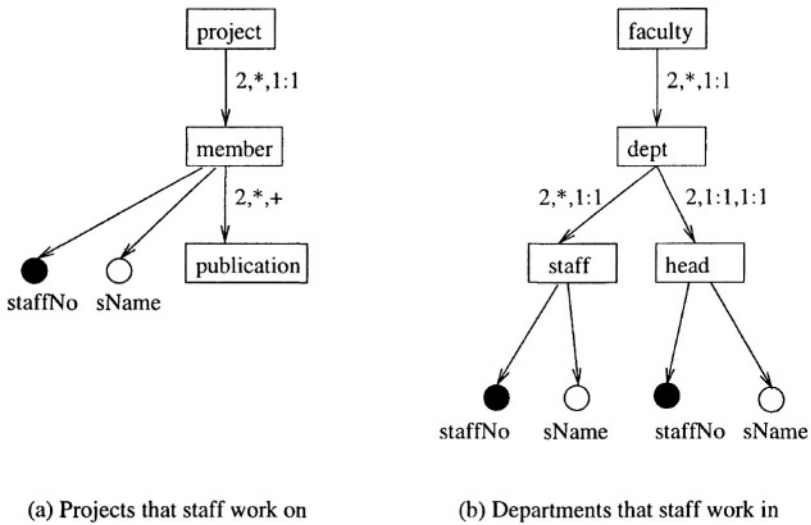 project
2,*,1:1
member
2,*,+
publication
staffNo
sName
(a) Projects that staff work on
faculty
2,*,1:1
dept
2,*,1:1
2,1:1,1:1
staff
head
staffNo
sName
staffNo
sName
(b) Departments that staff work in